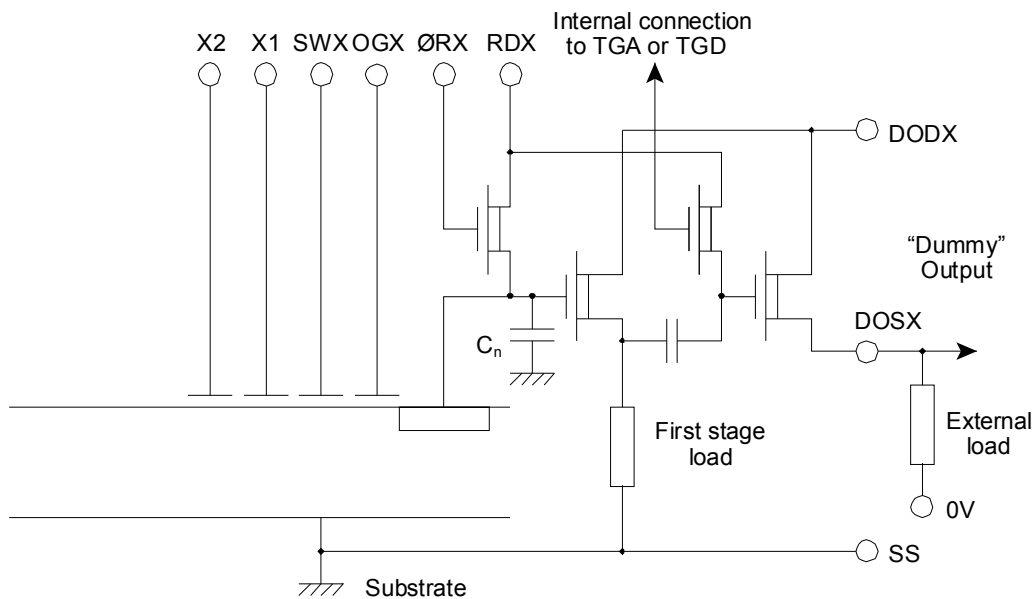 Internal connection
to TGA or TGD
X2 X1 SWX OGX ØRX RDX
DODX
“Dummy”
Output
DOSX
Cn
First stage
load
External
load
0V
SS
Substrate